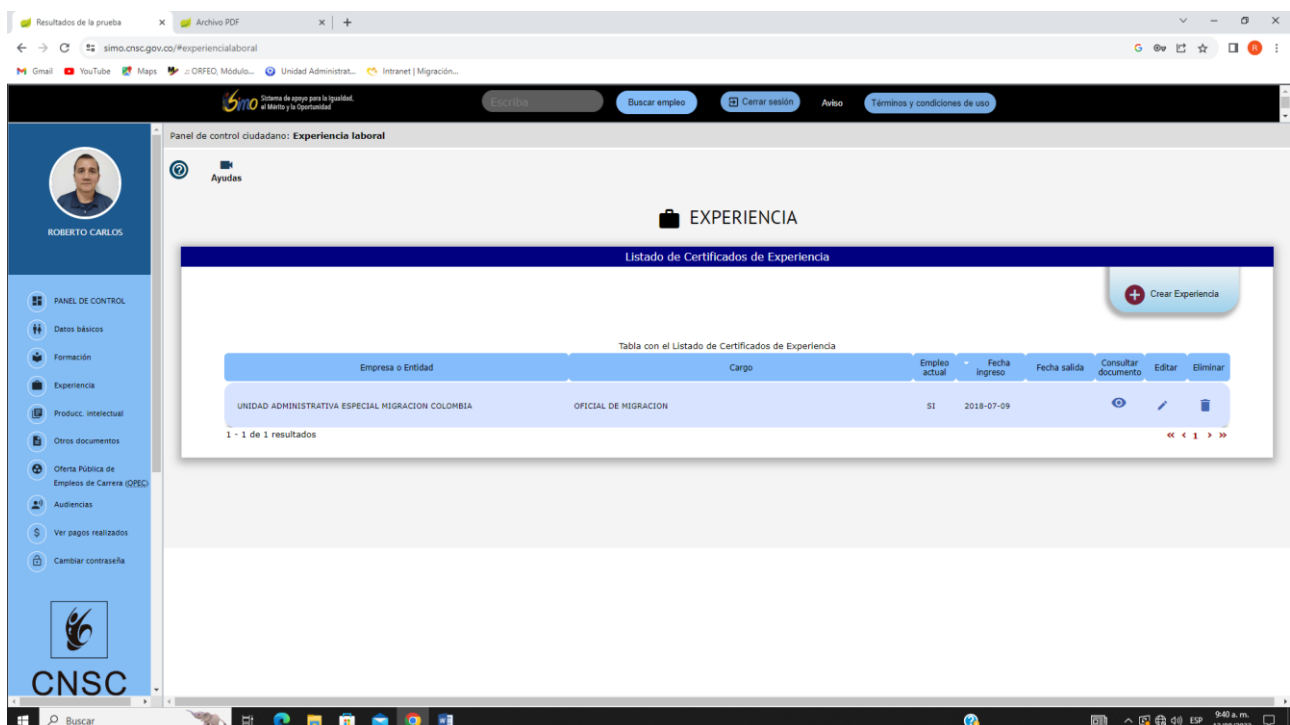 Resultados de la prueba
Archivo PDF
simo.cnsc.gov.co/#experiencialaboral
Gmail YouTube Maps .:: ORFEO, Módulo... Unidad Administrat... Intranet | Migración...
Simo Sistema de apoyo para la Igualdad,
el Mérito y la Oportunidad
Escriba Buscar empleo Cerrar sesión Aviso Términos y condiciones de uso
Panel de control ciudadano: Experiencia laboral
Ayudas
ROBERTO CARLOS
EXPERIENCIA
Listado de Certificados de Experiencia
Crear Experiencia
PANEL DE CONTROL
Datos básicos
Formación
Experiencia
Producc. intelectual
Otros documentos
Oferta Pública de
Empleos de Carrera (OPEC)
Audiencias
Ver pagos realizados
Cambiar contraseña
CNSC
Tabla con el Listado de Certificados de Experiencia
Empresa o Entidad Cargo Empleo actual Fecha ingreso Fecha salida Consultar documento Editar Eliminar
UNIDAD ADMINISTRATIVA ESPECIAL MIGRACION COLOMBIA OFICIAL DE MIGRACION SI 2018-07-09
1 - 1 de 1 resultados
« ‹ 1 › »
Buscar
ESP
9:40 a. m.